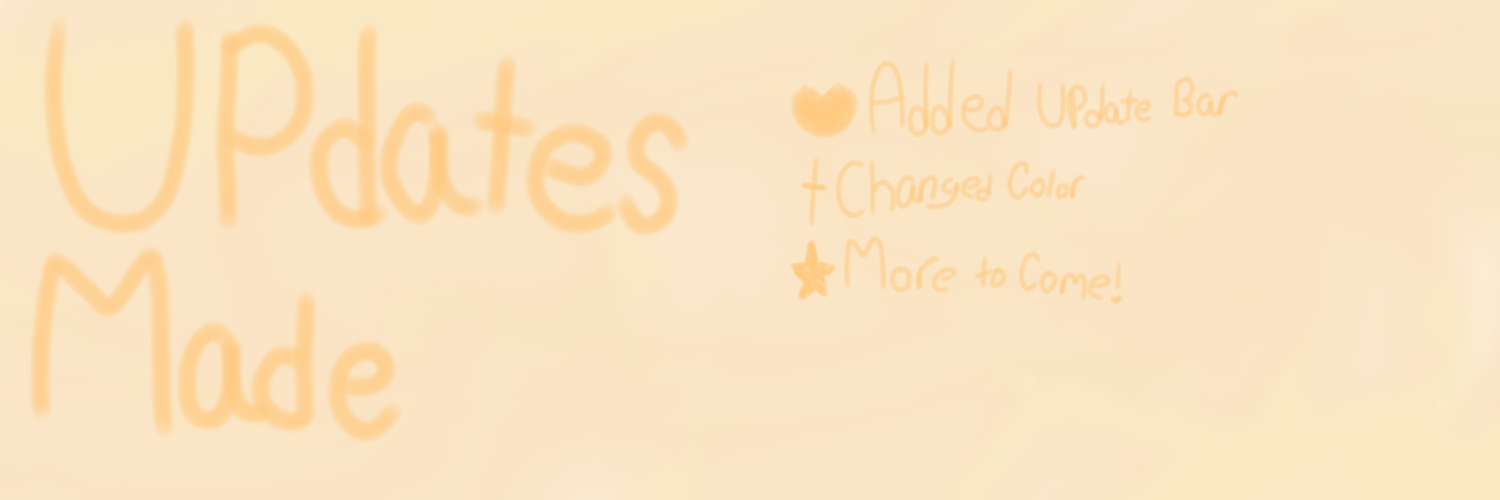 UPdates
Made
Added UPdate Bar
Changed Color
More to Come!